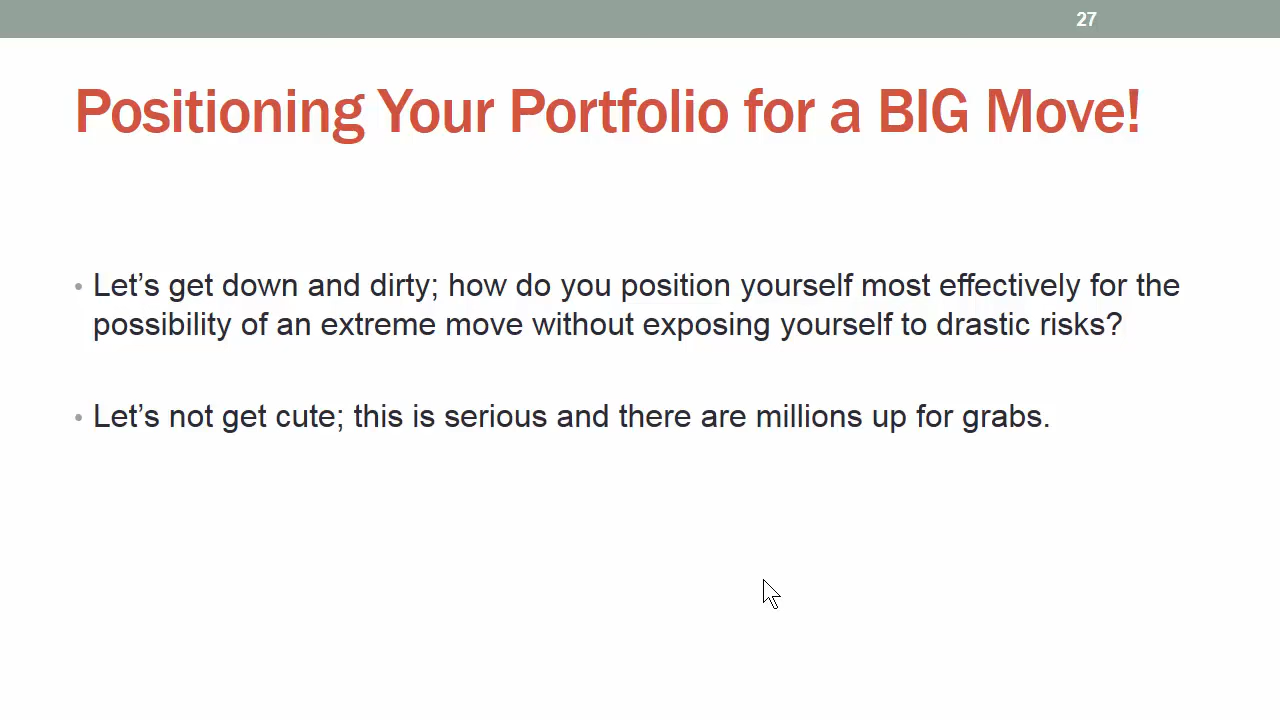 27
Positioning Your Portfolio for a BIG Move!
• Let’s get down and dirty; how do you position yourself most effectively for the
possibility of an extreme move without exposing yourself to drastic risks?
• Let’s not get cute; this is serious and there are millions up for grabs.